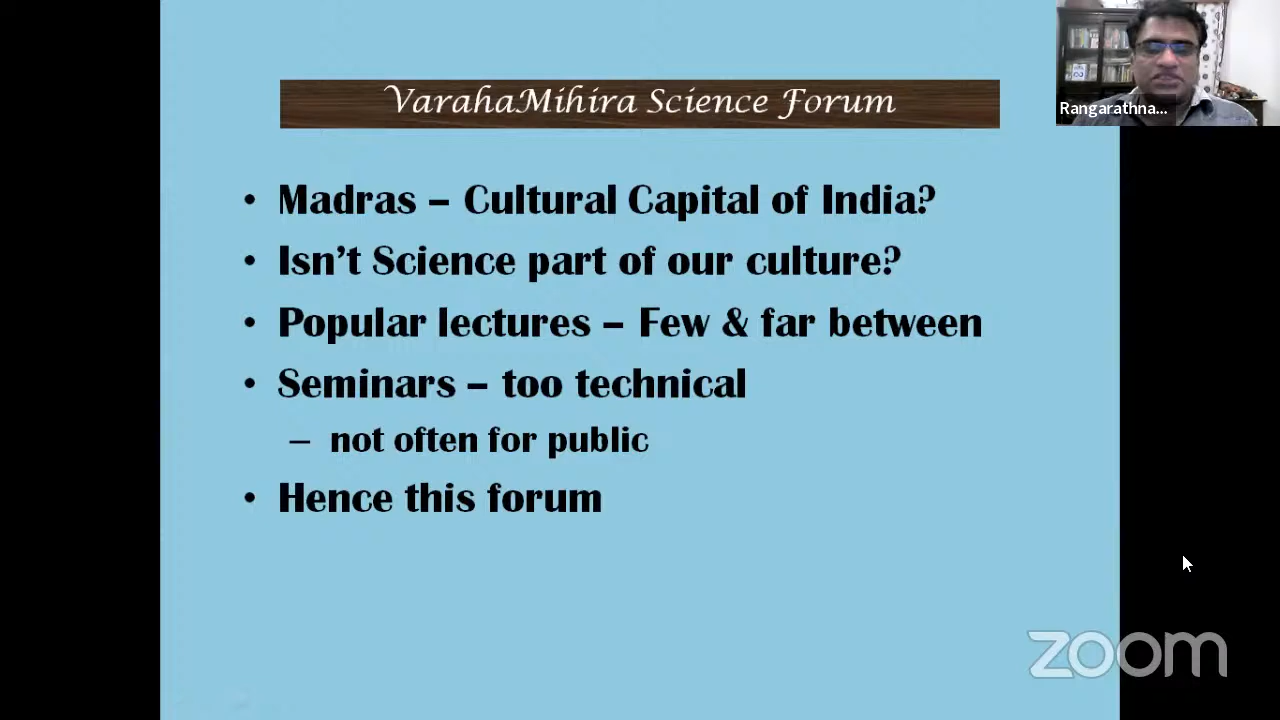 VarahaMihira Science Forum
Rangarathna...
• Madras – Cultural Capital of India?
• Isn't Science part of our culture?
• Popular lectures – Few & far between
• Seminars – too technical
– not often for public
• Hence this forum
zoom